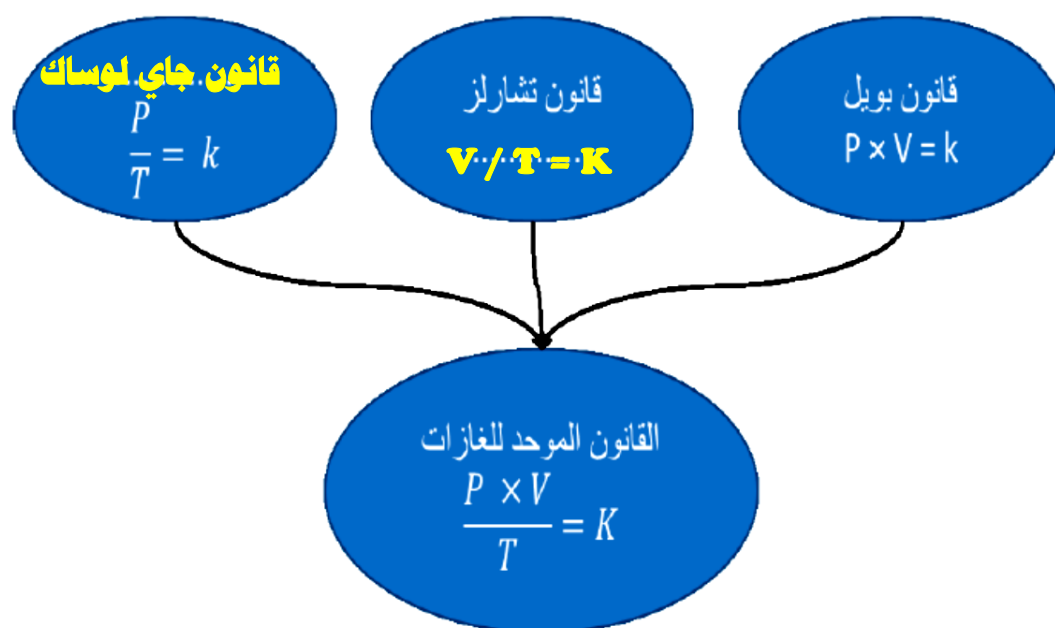 قانون بويل
P × V = k
قانون تشارلز
V / T = K
قانون جاي لوساك
P
T
= k
القانون الموحد للغازات
P × V
T
= K